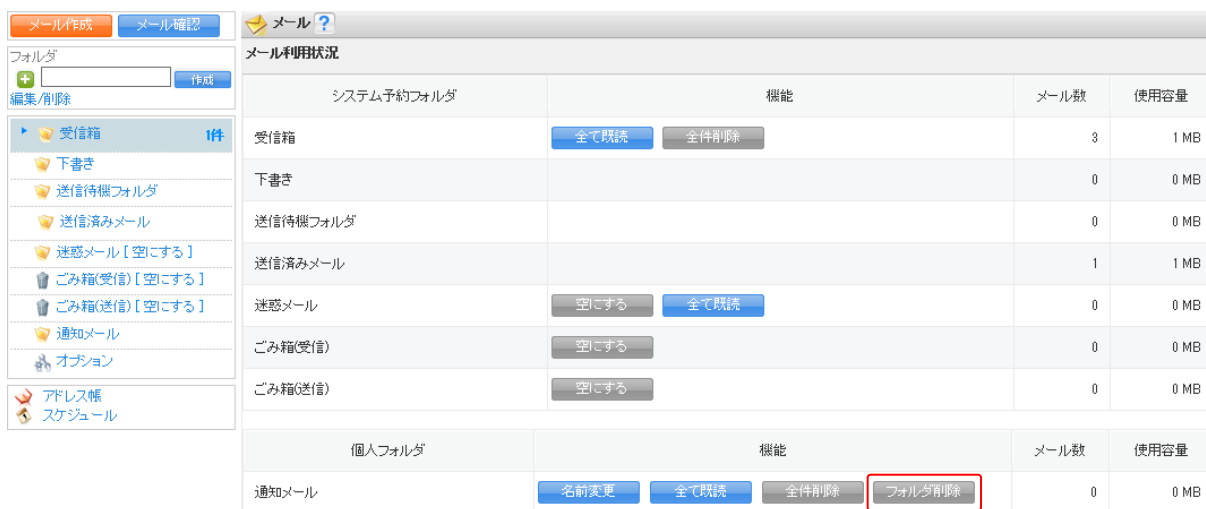 メール作成 メール確認
フォルダ
作成
編集/削除
受信箱 1件
下書き
送信待機フォルダ
送信済みメール
迷惑メール [ 空にする ]
ごみ箱(受信) [ 空にする ]
ごみ箱(送信) [ 空にする ]
通知メール
オプション
アドレス帳
スケジュール
メール ?
メール利用状況
システム予約フォルダ 機能 メール数 使用容量
受信箱 全て既読 全件削除 3 1 MB
下書き 0 0 MB
送信待機フォルダ 0 0 MB
送信済みメール 1 1 MB
迷惑メール 空にする 全て既読 0 0 MB
ごみ箱(受信) 空にする 0 0 MB
ごみ箱(送信) 空にする 0 0 MB
個人フォルダ 機能 メール数 使用容量
通知メール 名前変更 全て既読 全件削除 フォルダ削除 0 0 MB